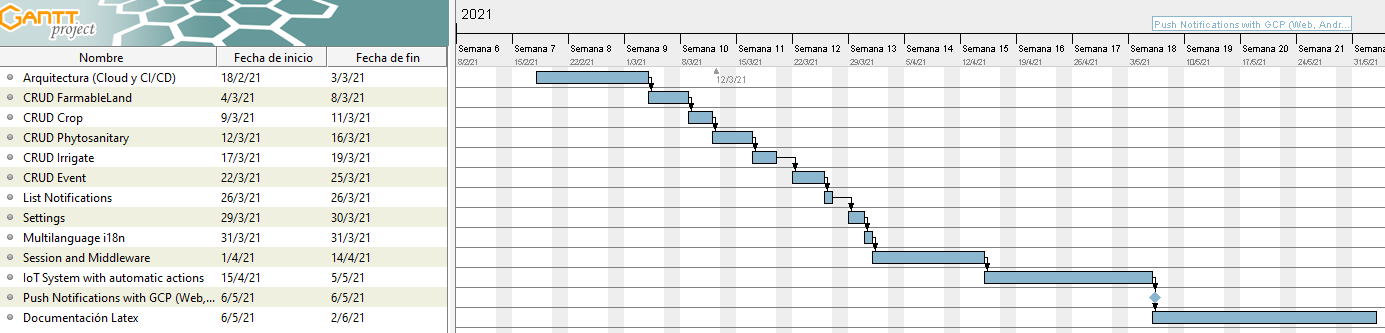 GANTT
project
2021
Push Notifications with GCP (Web, Andr...
Semana 6 Semana 7 Semana 8 Semana 9 Semana 10 Semana 11 Semana 12 Semana 13 Semana 14 Semana 15 Semana 16 Semana 17 Semana 18 Semana 19 Semana 20 Semana 21 Semana
8/2/21 15/2/21 22/2/21 1/3/21 8/3/21 15/3/21 22/3/21 29/3/21 5/4/21 12/4/21 19/4/21 26/4/21 3/5/21 10/5/21 17/5/21 24/5/21 31/5/21
12/3/21
Nombre Fecha de inicio Fecha de fin
Arquitectura (Cloud y CI/CD) 18/2/21 3/3/21
CRUD FarmableLand 4/3/21 8/3/21
CRUD Crop 9/3/21 11/3/21
CRUD Phytosanitary 12/3/21 16/3/21
CRUD Irrigate 17/3/21 19/3/21
CRUD Event 22/3/21 25/3/21
List Notifications 26/3/21 26/3/21
Settings 29/3/21 30/3/21
Multilanguage i18n 31/3/21 31/3/21
Session and Middleware 1/4/21 14/4/21
IoT System with automatic actions 15/4/21 5/5/21
Push Notifications with GCP (Web,... 6/5/21 6/5/21
Documentación Latex 6/5/21 2/6/21